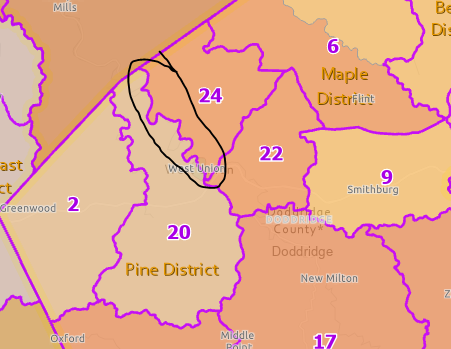 Mills
6
Maple
District
Flint
24
22
9
Smithburg
West Union
Greenwood
2
20
Pine District
Doddridge
County*
Doddridge
New Milton
Oxford
Middle
Point
17